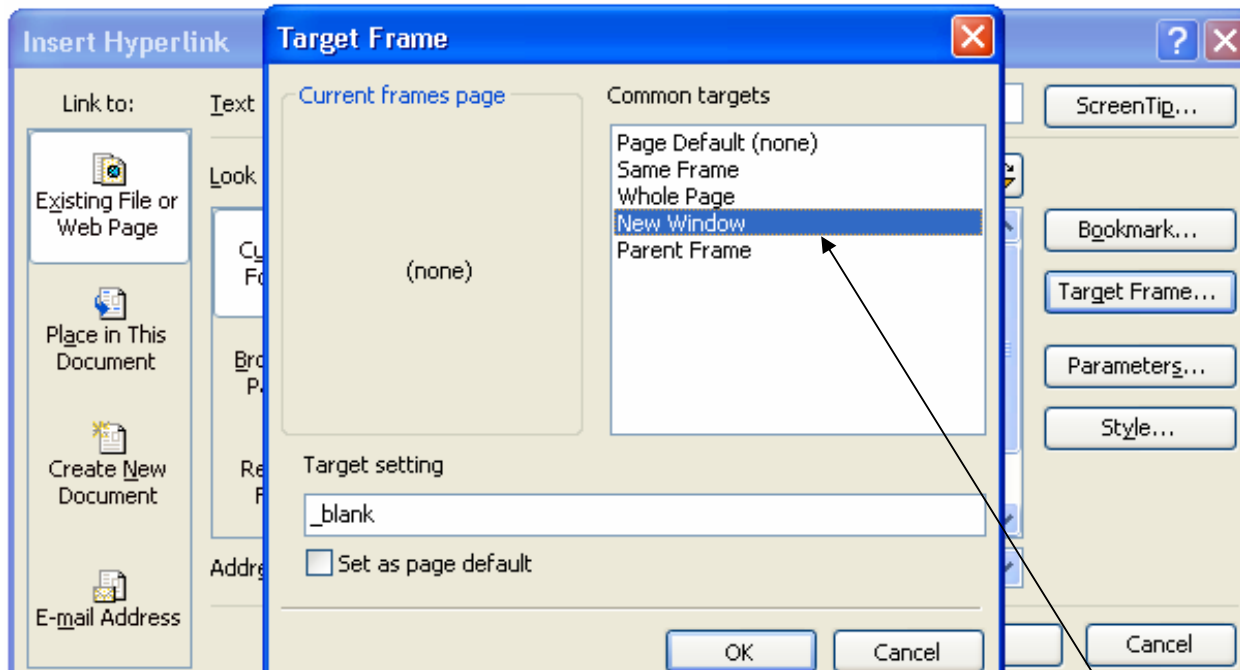 Insert Hyperlink
Target Frame
Link to:
Text
Current frames page
Common targets
ScreenTip...
Existing File or
Web Page
Look
(none)
Page Default (none)
Same Frame
Whole Page
New Window
Parent Frame
Bookmark...
Target Frame...
Place in This
Document
Parameters...
Style...
Create New
Document
Target setting
_blank
Set as page default
E-mail Address
OK
Cancel
Cancel